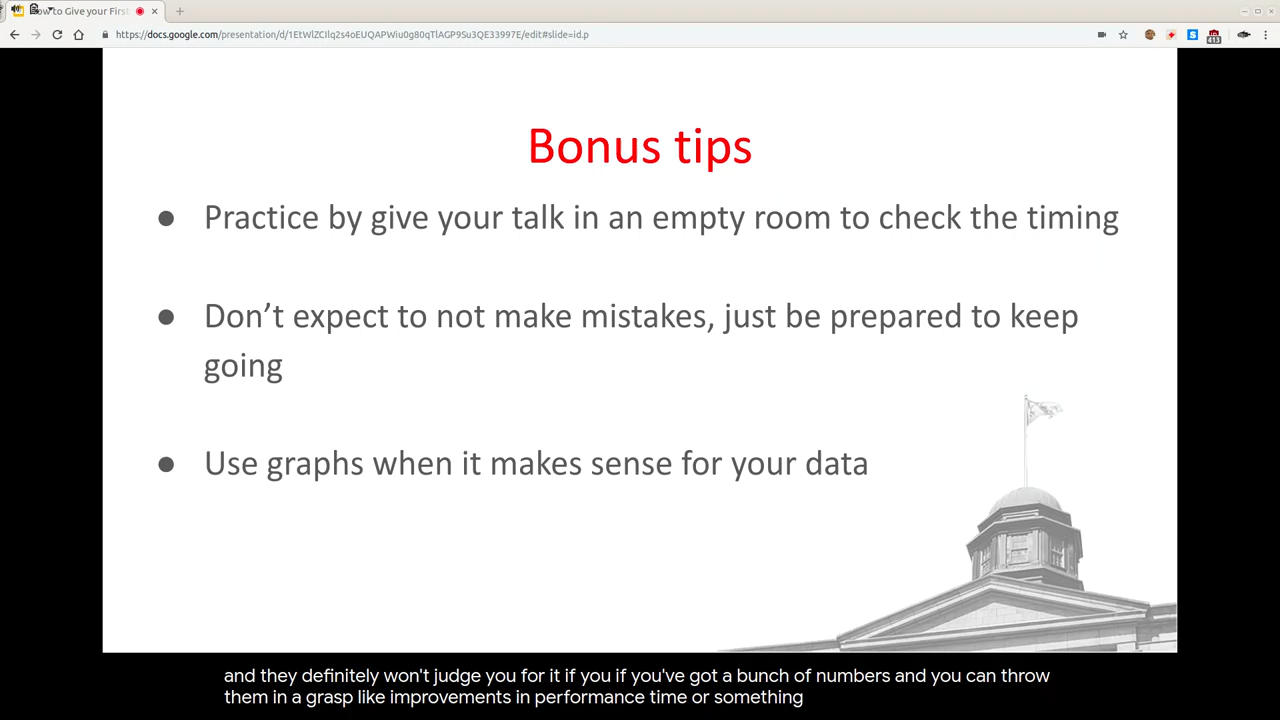 How to Give your First
https://docs.google.com/presentation/d/1EtWlZCIlq2s4oEUQAPWiu0g80qTlAGP9Su3QE33997E/edit#slide=id.p
413
Bonus tips
● Practice by give your talk in an empty room to check the timing
● Don’t expect to not make mistakes, just be prepared to keep
going
● Use graphs when it makes sense for your data
and they definitely won't judge you for it if you if you've got a bunch of numbers and you can throw
them in a grasp like improvements in performance time or something